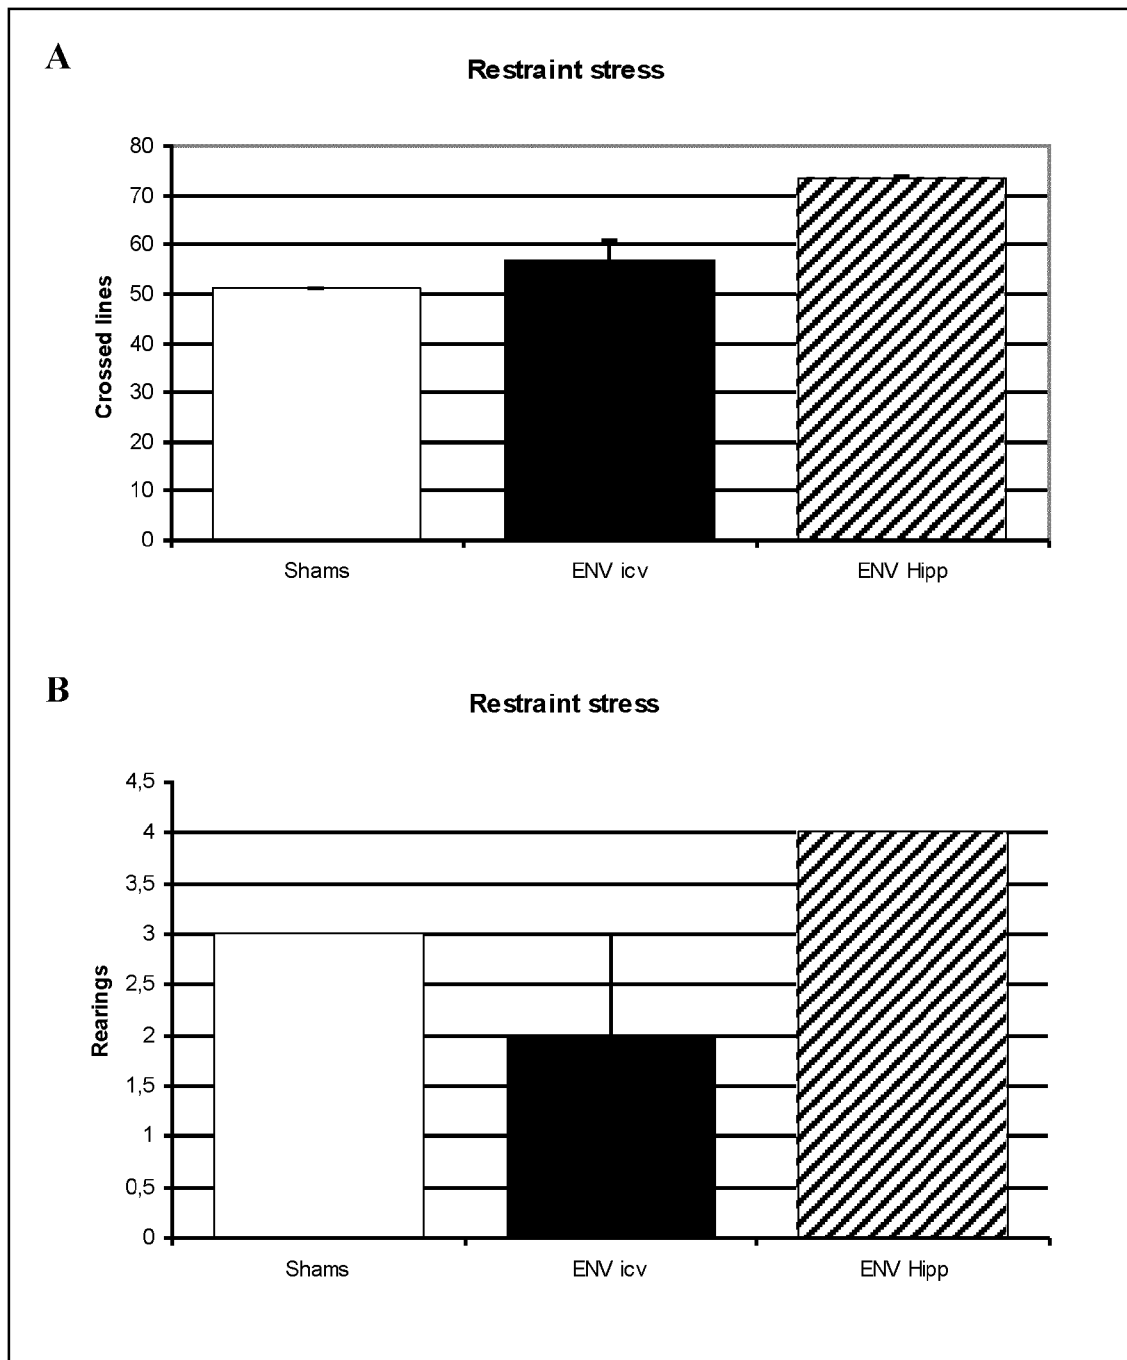 A
Restraint stress
80
70
60
50
40
30
20
10
0
Crossed lines
Shams ENV icv ENV Hipp
B
Restraint stress
4,5
4
3,5
3
2,5
2
1,5
1
0,5
0
Rearings
Shams ENV icv ENV Hipp